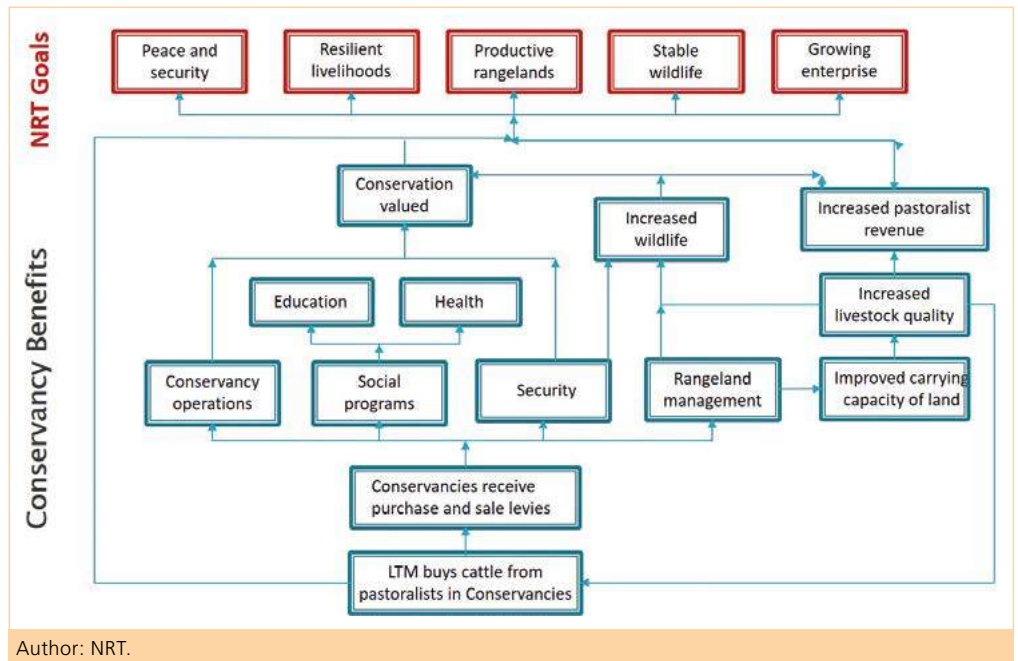 NRT Goals
Peace and
security
Resilient
livelihoods
Productive
rangelands
Stable
wildlife
Growing
enterprise
Conservancy Benefits
Conservation
valued
Increased
wildlife
Increased pastoralist
revenue
Education
Health
Increased
livestock quality
Conservancy
operations
Social
programs
Security
Rangeland
management
Improved carrying
capacity of land
Conservancies receive
purchase and sale levies
LTM buys cattle from
pastoralists in Conservancies
Author: NRT.